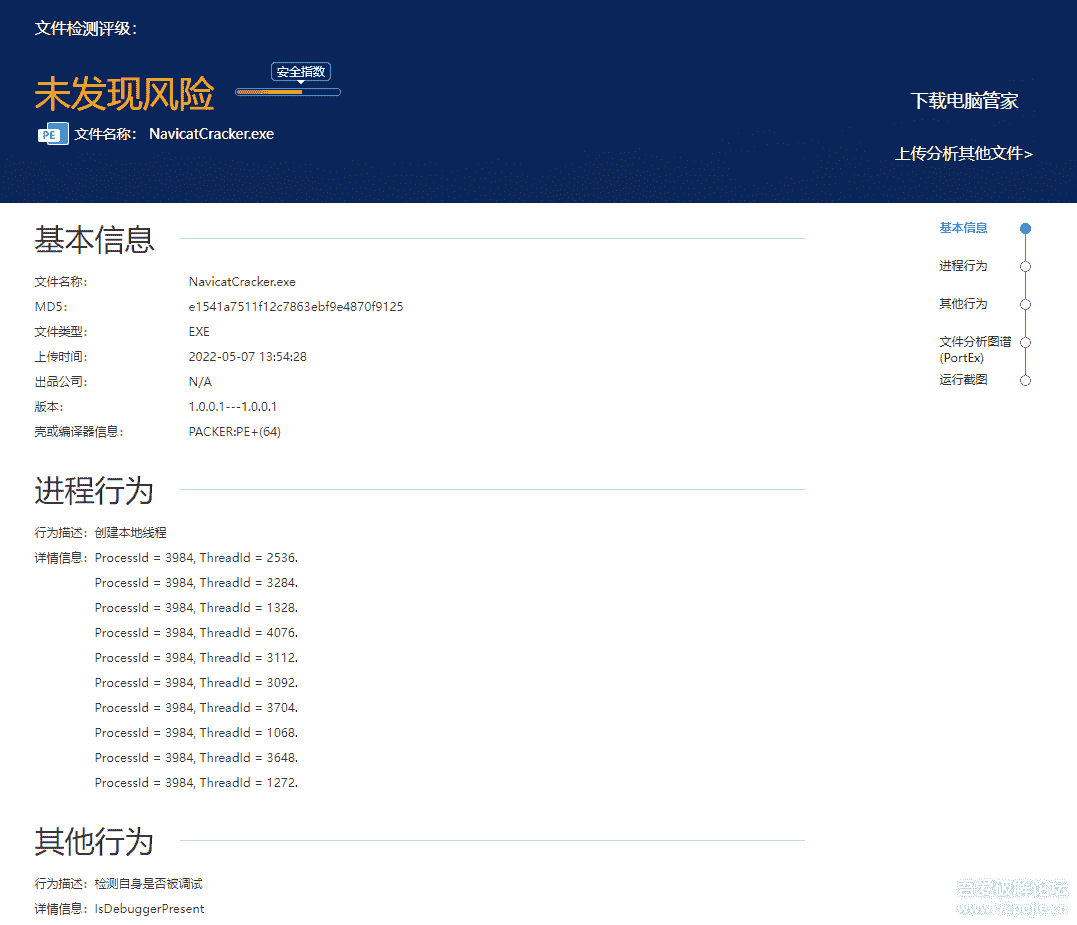 文件检测评级：
安全指数
未发现风险
下载电脑管家
PE 文件名称： NavicatCracker.exe
上传分析其他文件>
基本信息
文件名称： NavicatCracker.exe
MD5： e1541a7511f12c7863ebf9e4870f9125
文件类型： EXE
上传时间： 2022-05-07 13:54:28
出品公司： N/A
版本： 1.0.0.1---1.0.0.1
壳或编译器信息： PACKER:PE+(64)
基本信息
进程行为
其他行为
文件分析图谱
(PortEx)
运行截图
进程行为
行为描述： 创建本地线程
详情信息： ProcessId = 3984, ThreadId = 2536.
ProcessId = 3984, ThreadId = 3284.
ProcessId = 3984, ThreadId = 1328.
ProcessId = 3984, ThreadId = 4076.
ProcessId = 3984, ThreadId = 3112.
ProcessId = 3984, ThreadId = 3092.
ProcessId = 3984, ThreadId = 3704.
ProcessId = 3984, ThreadId = 1068.
ProcessId = 3984, ThreadId = 3648.
ProcessId = 3984, ThreadId = 1272.
其他行为
行为描述： 检测自身是否被调试
详情信息： IsDebuggerPresent
吾爱破解论坛
www.52pojie.cn